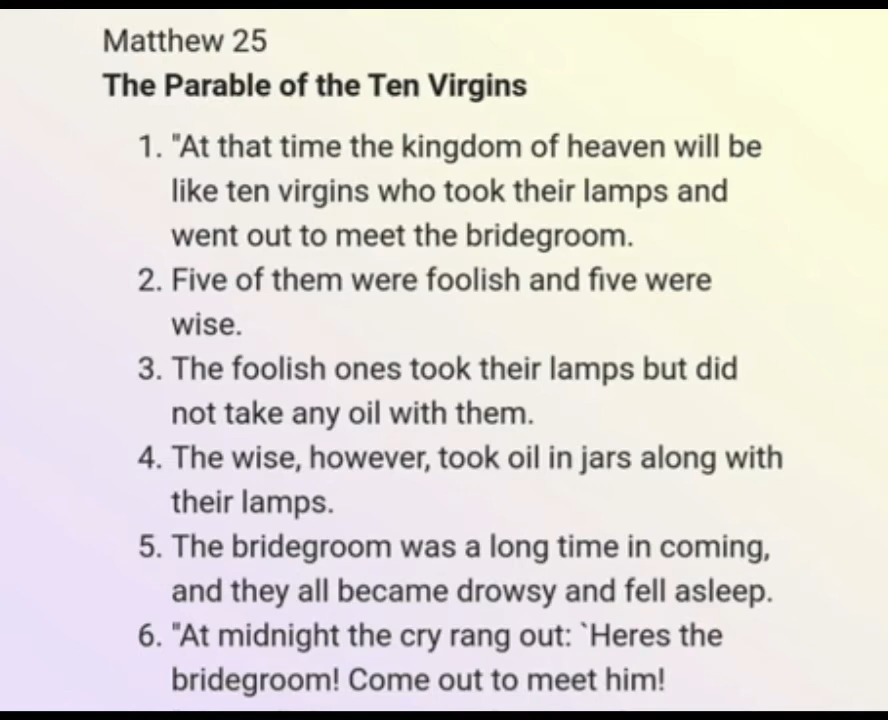 Matthew 25
The Parable of the Ten Virgins
1. "At that time the kingdom of heaven will be
like ten virgins who took their lamps and
went out to meet the bridegroom.
2. Five of them were foolish and five were
wise.
3. The foolish ones took their lamps but did
not take any oil with them.
4. The wise, however, took oil in jars along with
their lamps.
5. The bridegroom was a long time in coming,
and they all became drowsy and fell asleep.
6. "At midnight the cry rang out: `Heres the
bridegroom! Come out to meet him!